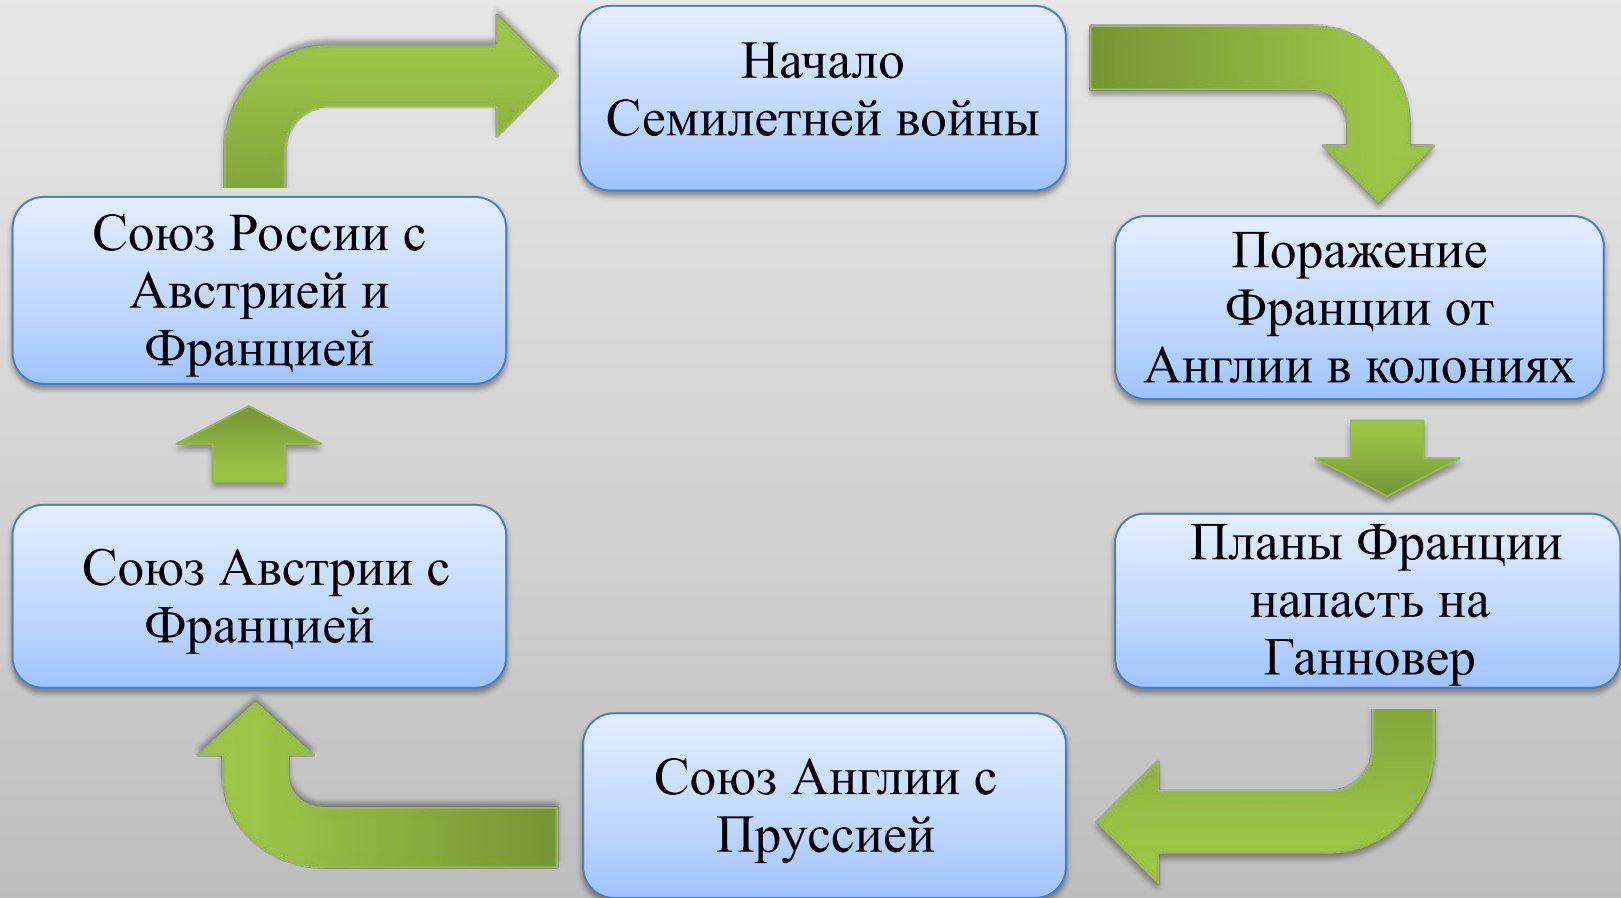 Начало
Семилетней войны
Поражение
Франции от
Англии в колониях
Планы Франции
напасть на
Ганновер
Союз Англии с
Пруссией
Союз Австрии с
Францией
Союз России с
Австрией и
Францией